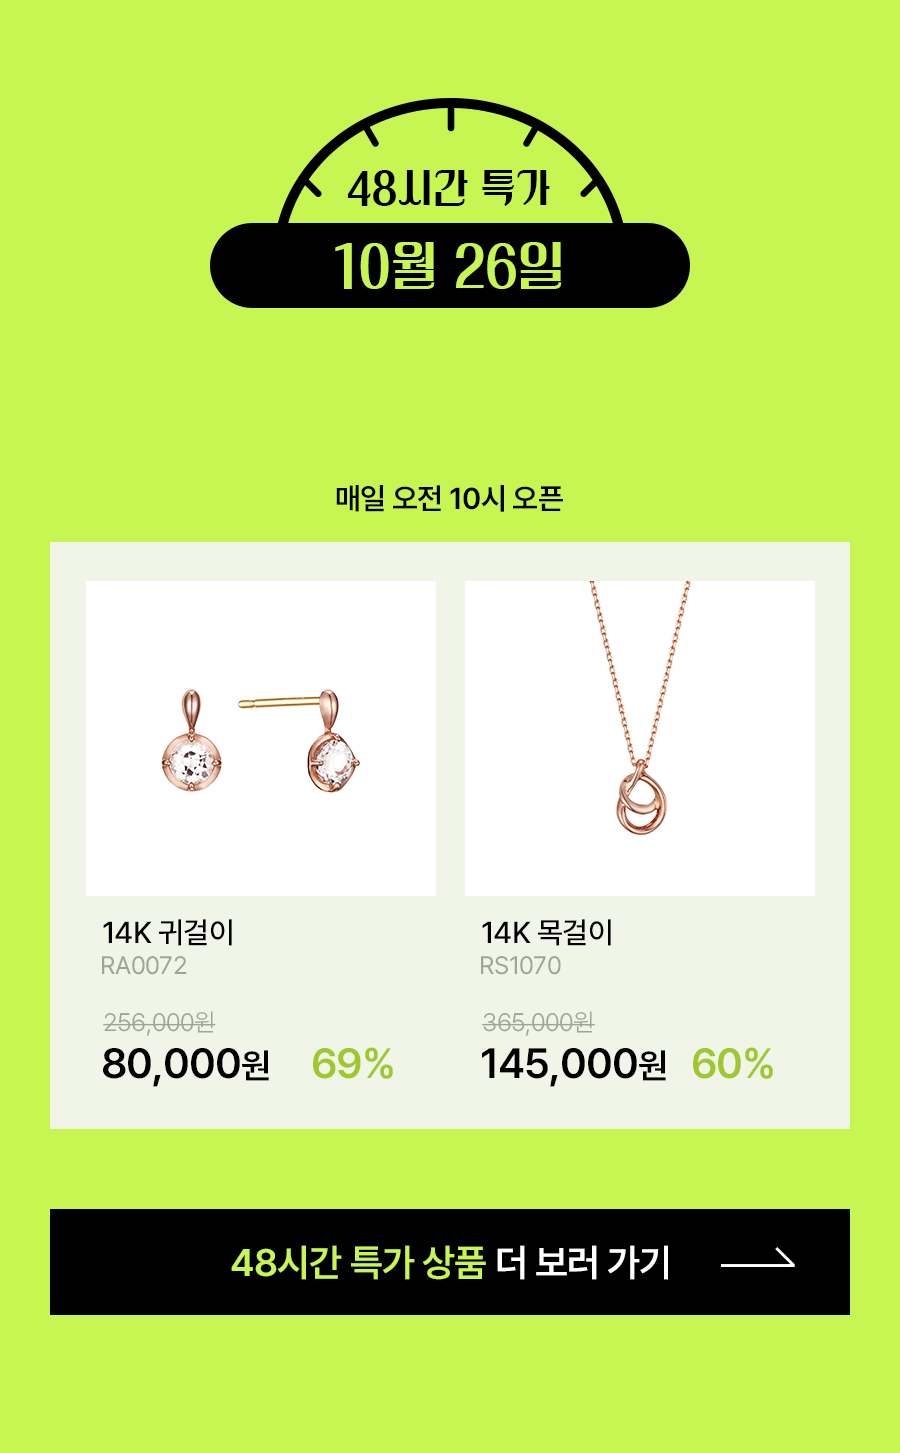 48시간 특가
10월 26일
매일 오전 10시 오픈
14K 귀걸이
RA0072
256,000원
80,000원 69%
14K 목걸이
RS1070
365,000원
145,000원 60%
48시간 특가 상품 더 보러 가기